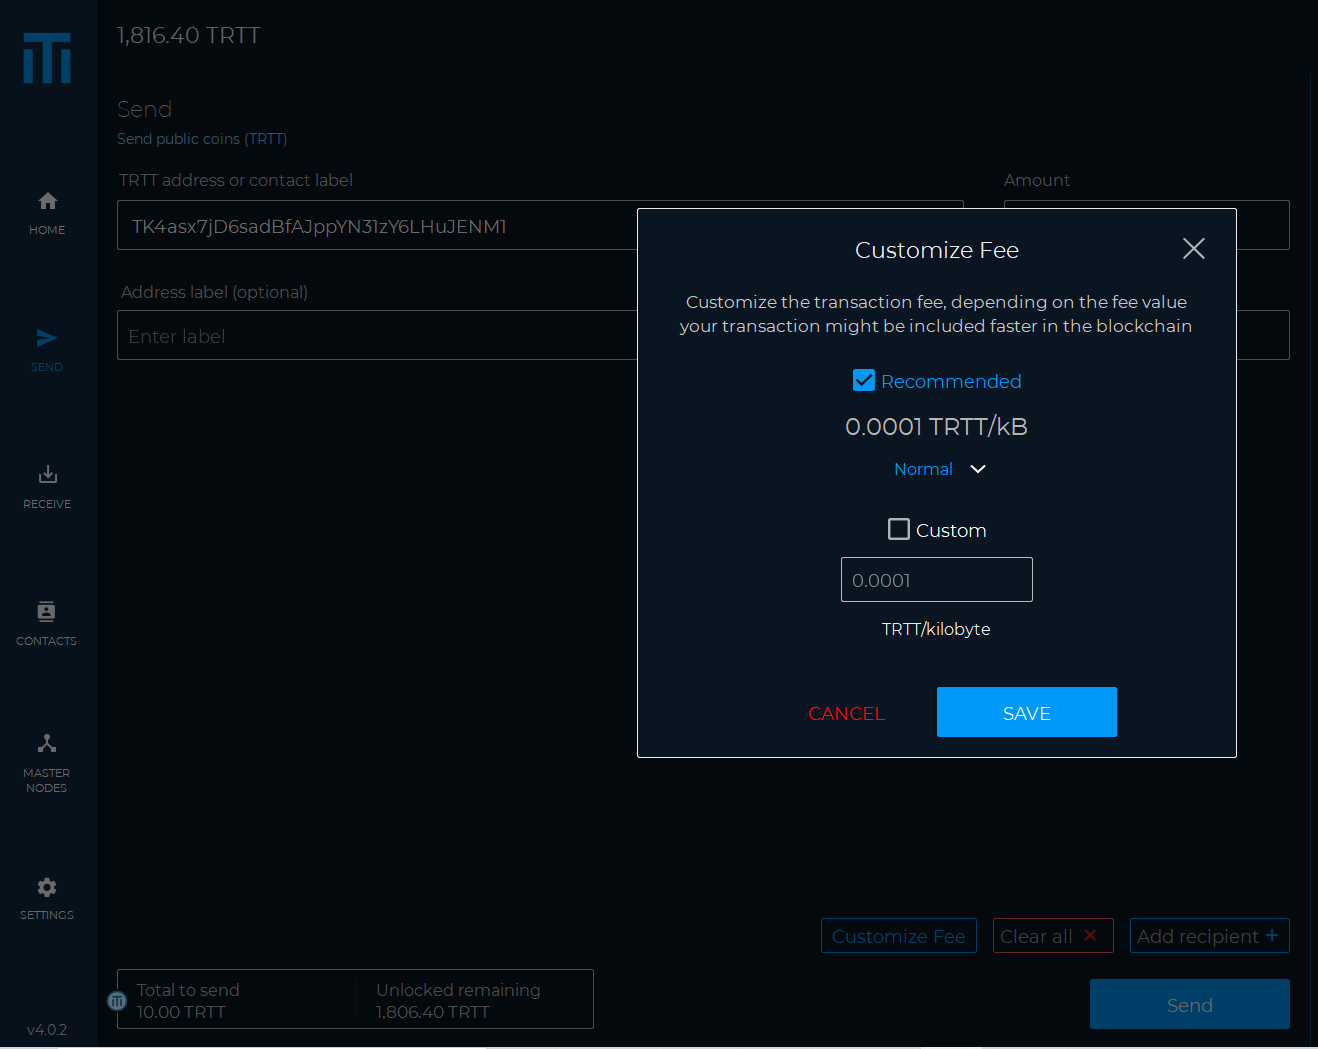 1,816.40 TRTT
Send
Send public coins (TRTT)
TRTT address or contact label
Amount
TK4asx7jD6sadBfAJppYN31zY6LHuJENM1
Address label (optional)
Enter label
HOME
SEND
RECEIVE
CONTACTS
MASTER
NODES
SETTINGS
v4.0.2
Customize Fee
Customize the transaction fee, depending on the fee value
your transaction might be included faster in the blockchain
Recommended
0.0001 TRTT/kB
Normal
Custom
0.0001
TRTT/kilobyte
CANCEL
SAVE
Customize Fee
Clear all
Add recipient
Total to send
10.00 TRTT
Unlocked remaining
1,806.40 TRTT
Send